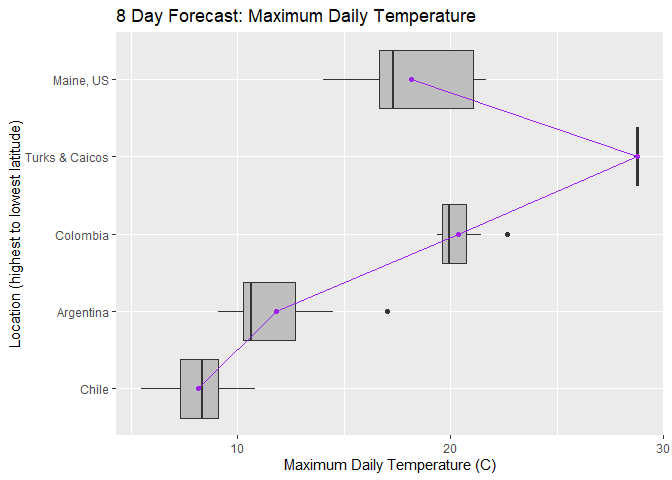 8 Day Forecast: Maximum Daily Temperature
Location (highest to lowest latitude)
Maine, US
Turks & Caicos
Colombia
Argentina
Chile
10 20 30
Maximum Daily Temperature (C)